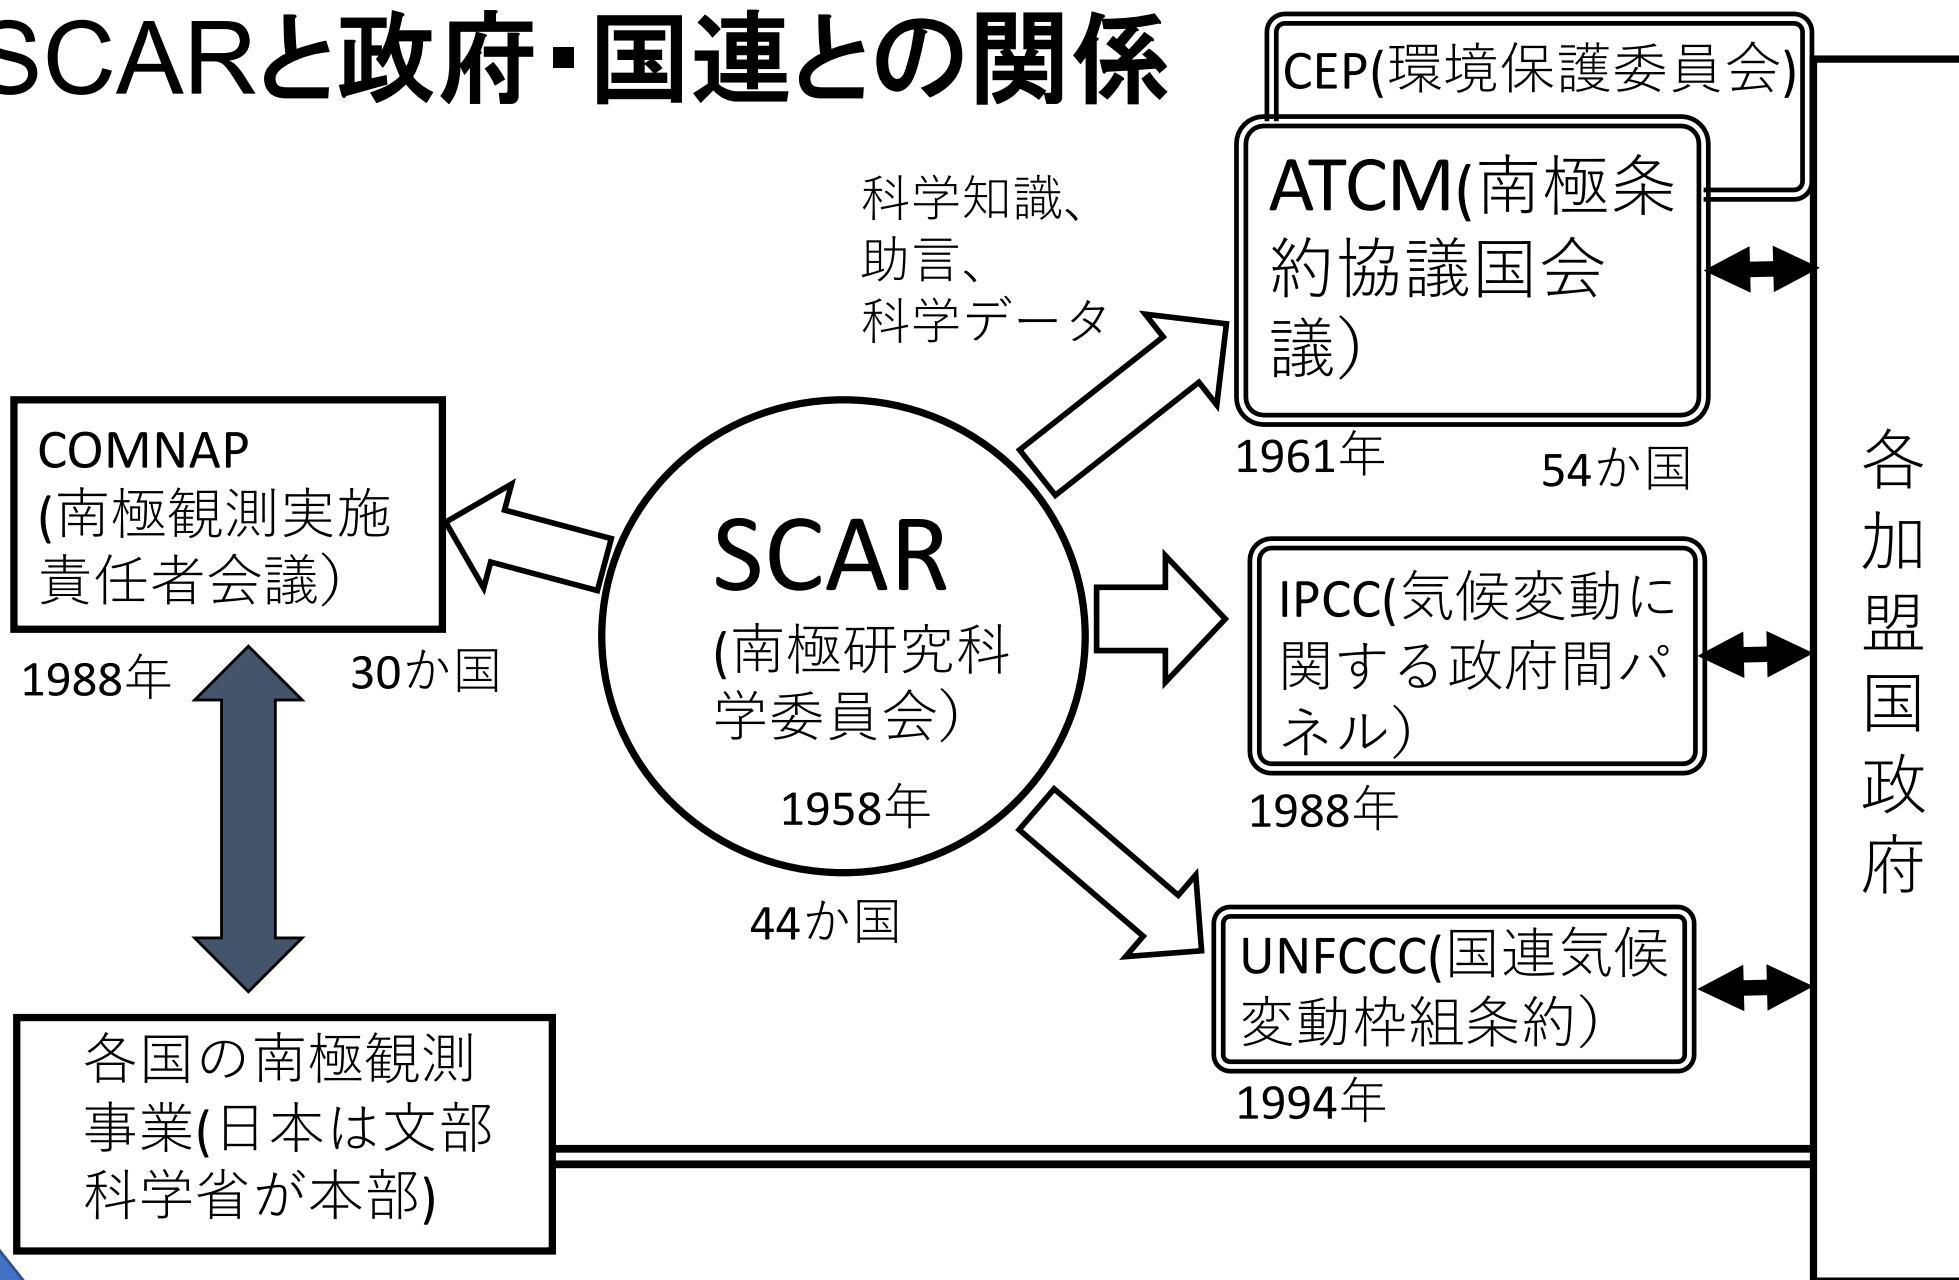 SCARと政府・国連との関係
CEP(環境保護委員会)
ATCM(南極条
約協議国会
議）
1961年
54か国
科学知識、
助言、
科学データ
COMNAP
(南極観測実施
責任者会議）
1988年
30か国
SCAR
(南極研究科
学委員会）
1958年
44か国
IPCC(気候変動に
関する政府間パ
ネル）
1988年
UNFCCC(国連気候
変動枠組条約）
1994年
各国の南極観測
事業(日本は文部
科学省が本部)
各
加
盟
国
政
府